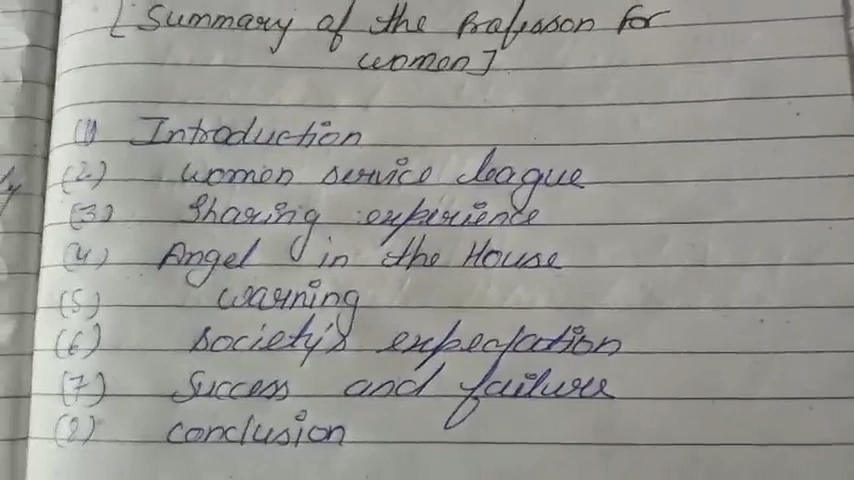 [Summary of the Profession for
women]
(1) Introduction
(2) women service league
(3) Sharing experience
(4) Angel in the House
(5) warning
(6) society's expectation
(7) Success and failure
(8) conclusion